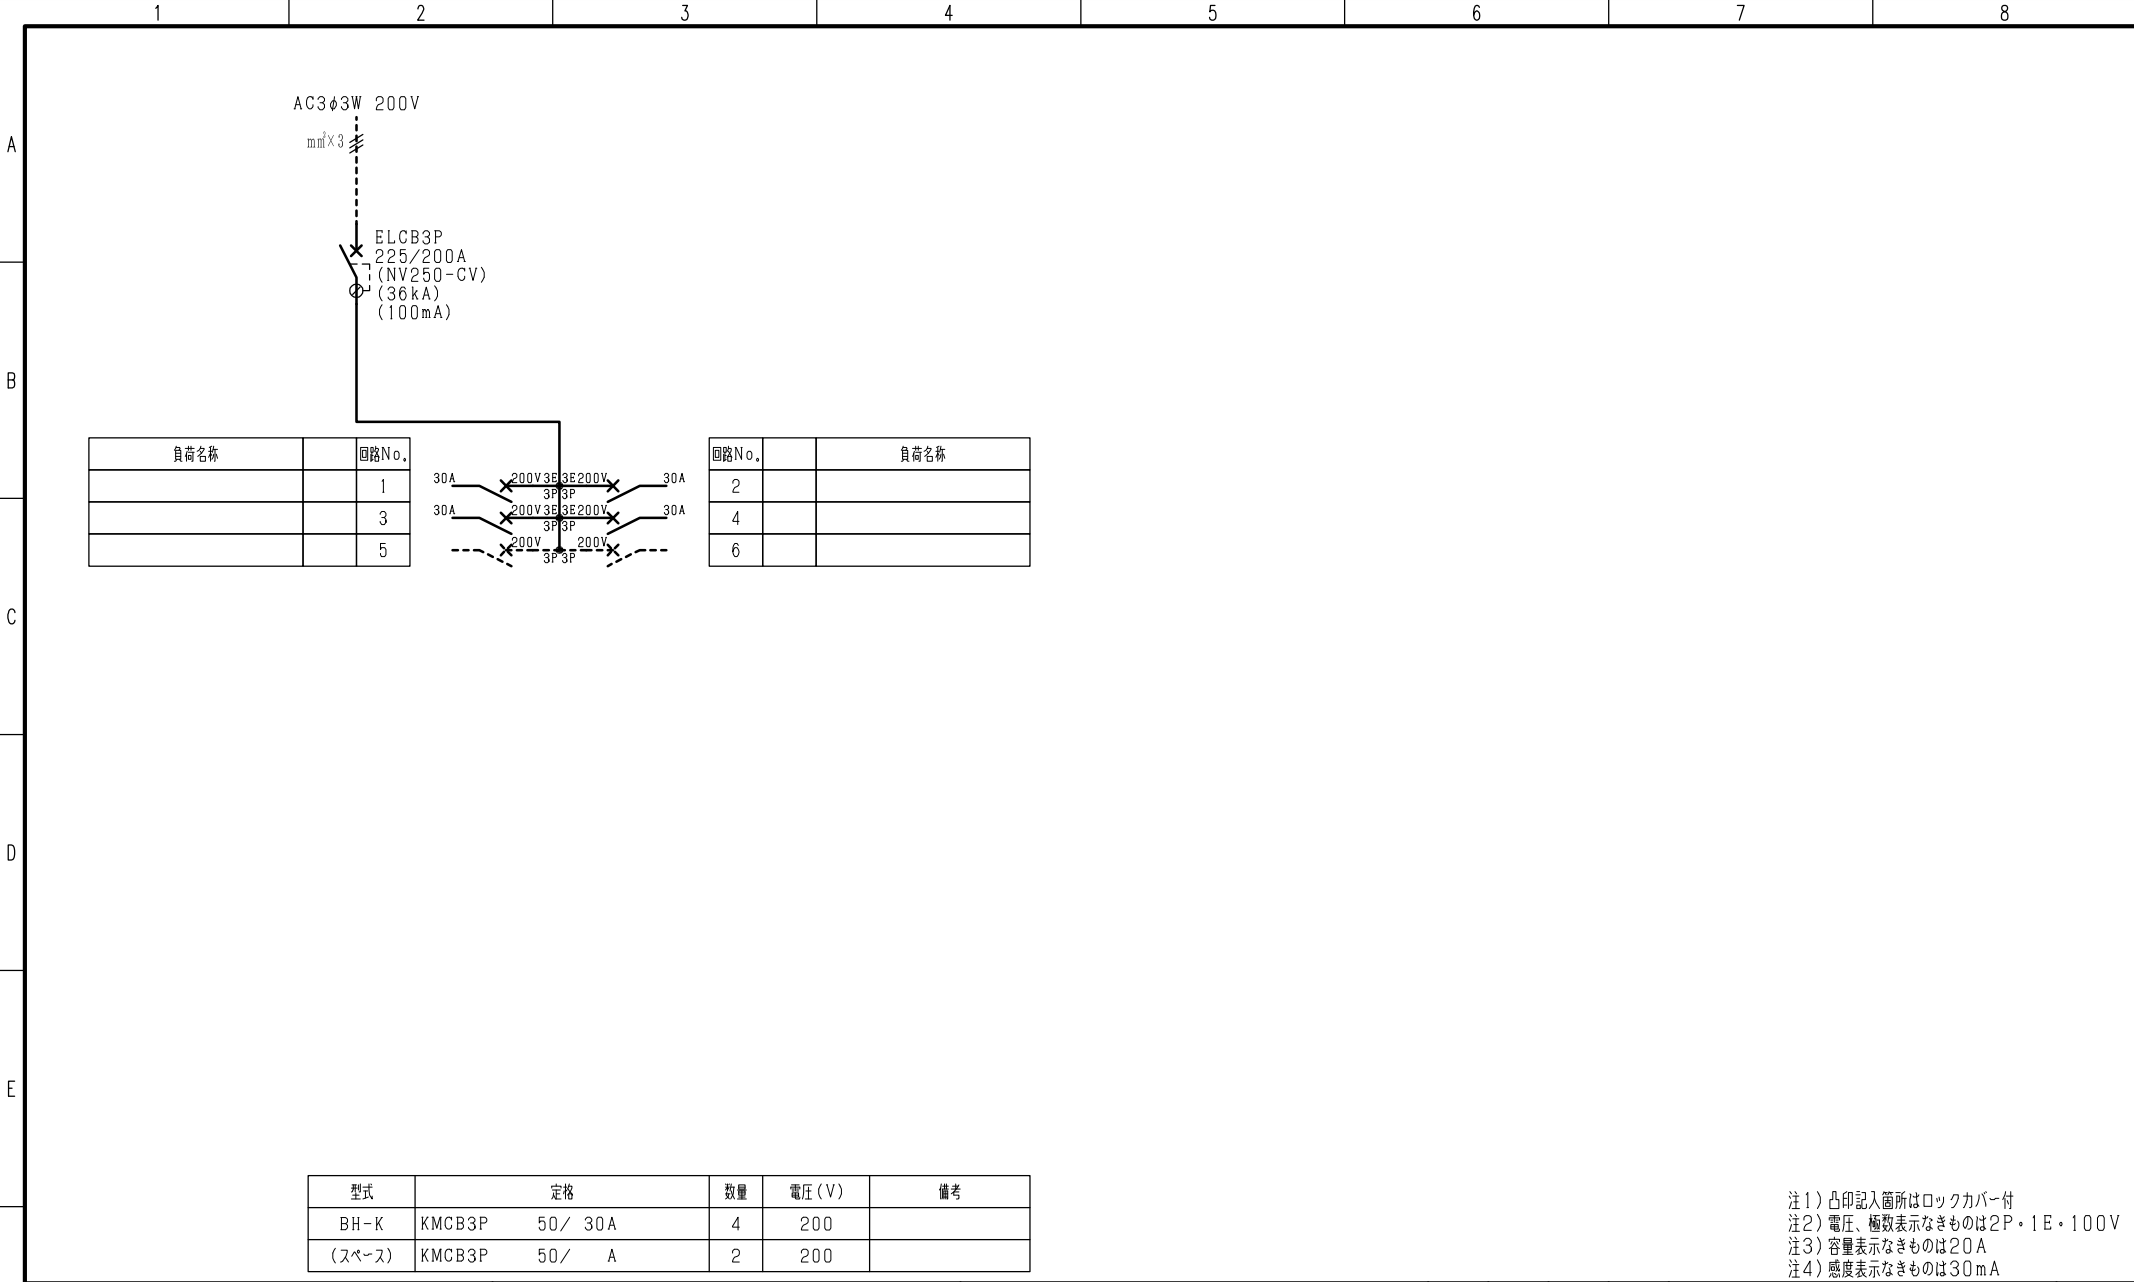 1 2 3 4 5 6 7 8
A
B
C
D
E
AC3φ3W 200V
mm²×3
ELCB3P
225/200A
(NV250-CV)
(36kA)
(100mA)
負荷名称 回路No.
1
3
5
30A 200V 3E 3E 200V 30A
3P 3P
30A 200V 3E 3E 200V 30A
3P 3P
200V 200V
3P 3P
回路No. 負荷名称
2
4
6
型式 定格 数量 電圧(V) 備考
BH-K KMCB3P 50/ 30A 4 200
(スペース) KMCB3P 50/ A 2 200
注1)凸印記入箇所はロックカバー付
注2)電圧、極数表示なきものは2P・1E・100V
注3)容量表示なきものは20A
注4)感度表示なきものは30mA